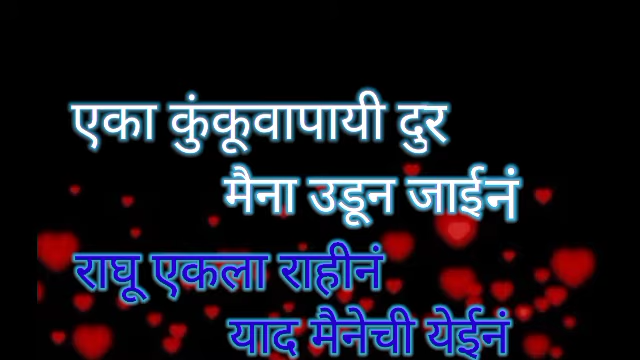 एका कुंकूवापायी दुर
मैना उडून जाईनं
राघू एकला राहीनं
याद मैनेची येईनं